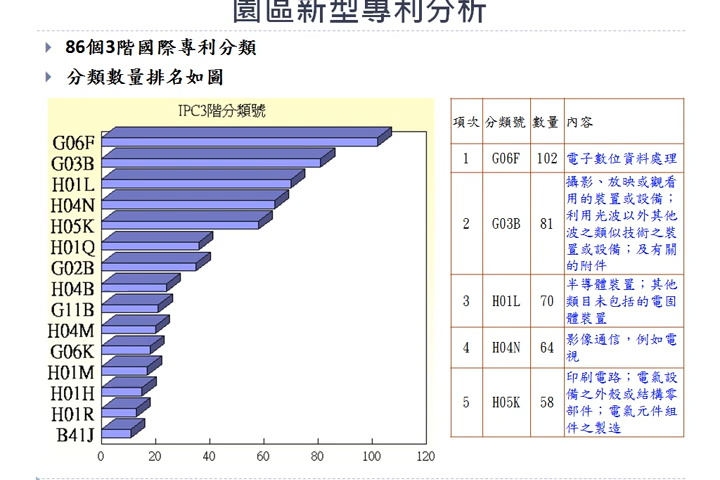 園區新型專利分析
86個3階國際專利分類
分類數量排名如圖
IPC3階分類號
G06F
G03B
H01L
H04N
H05K
H01Q
G02B
H04B
G11B
H04M
G06K
H01M
H01H
H01R
B41J
0 20 40 60 80 100 120
項次 分類號 數量 內容
1 G06F 102 電子數位資料處理
攝影、放映或觀看
用的裝置或設備；
利用光波以外其他
2 G03B 81 波之類似技術之裝
置或設備；及有關
的附件
半導體裝置；其他
3 H01L 70 類目未包括的電固
體裝置
4 H04N 64 影像通信，例如電
視
印刷電路；電氣設
備之外殼或結構零
5 H05K 58 部件；電氣元件組
件之製造